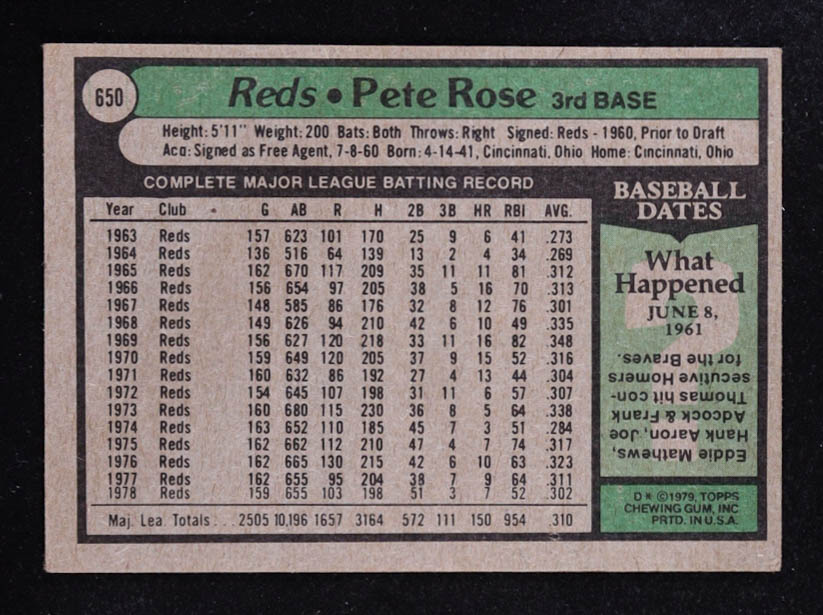 650
Reds • Pete Rose 3rd BASE
Height: 5'11" Weight: 200 Bats: Both Throws: Right Signed: Reds - 1960, Prior to Draft
Acq: Signed as Free Agent, 7-8-60 Born: 4-14-41, Cincinnati, Ohio Home: Cincinnati, Ohio
COMPLETE MAJOR LEAGUE BATTING RECORD
Year Club G AB R H 2B 3B HR RBI AVG.
1963 Reds 157 623 101 170 25 9 6 41 .273
1964 Reds 136 516 64 139 13 2 4 34 .269
1965 Reds 162 670 117 209 35 11 11 81 .312
1966 Reds 156 654 97 205 38 5 16 70 .313
1967 Reds 148 585 86 176 32 8 12 76 .301
1968 Reds 149 626 94 210 42 6 10 49 .335
1969 Reds 156 627 120 218 33 11 16 82 .348
1970 Reds 159 649 120 205 37 9 15 52 .316
1971 Reds 160 632 86 192 27 4 13 44 .304
1972 Reds 154 645 107 198 31 11 6 57 .307
1973 Reds 160 680 115 230 36 8 5 64 .338
1974 Reds 163 652 110 185 45 7 3 51 .284
1975 Reds 162 662 112 210 47 4 7 74 .317
1976 Reds 162 665 130 215 42 6 10 63 .323
1977 Reds 162 655 95 204 38 7 9 64 .311
1978 Reds 159 655 103 198 51 3 7 52 .302
Maj. Lea. Totals . . . 2505 10,196 1657 3164 572 111 150 954 .310
BASEBALL
DATES
What
Happened
JUNE 8,
1961
Eddie Mathews,
Hank Aaron, Joe
Adcock & Frank
Thomas hit con-
secutive Homers
for the Braves.
D* ©1979, TOPPS
CHEWING GUM, INC
PRTD. IN U.S.A.